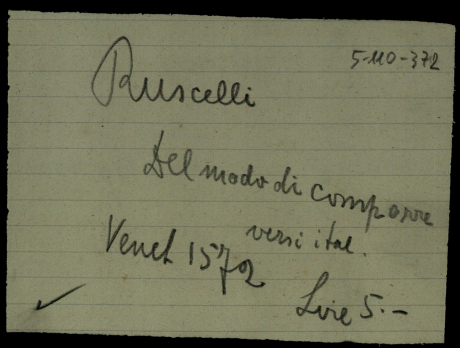 5-110-372
Ruscelli
Del modo di comporre
versi ital.
Venet 1572
Lire 5.-